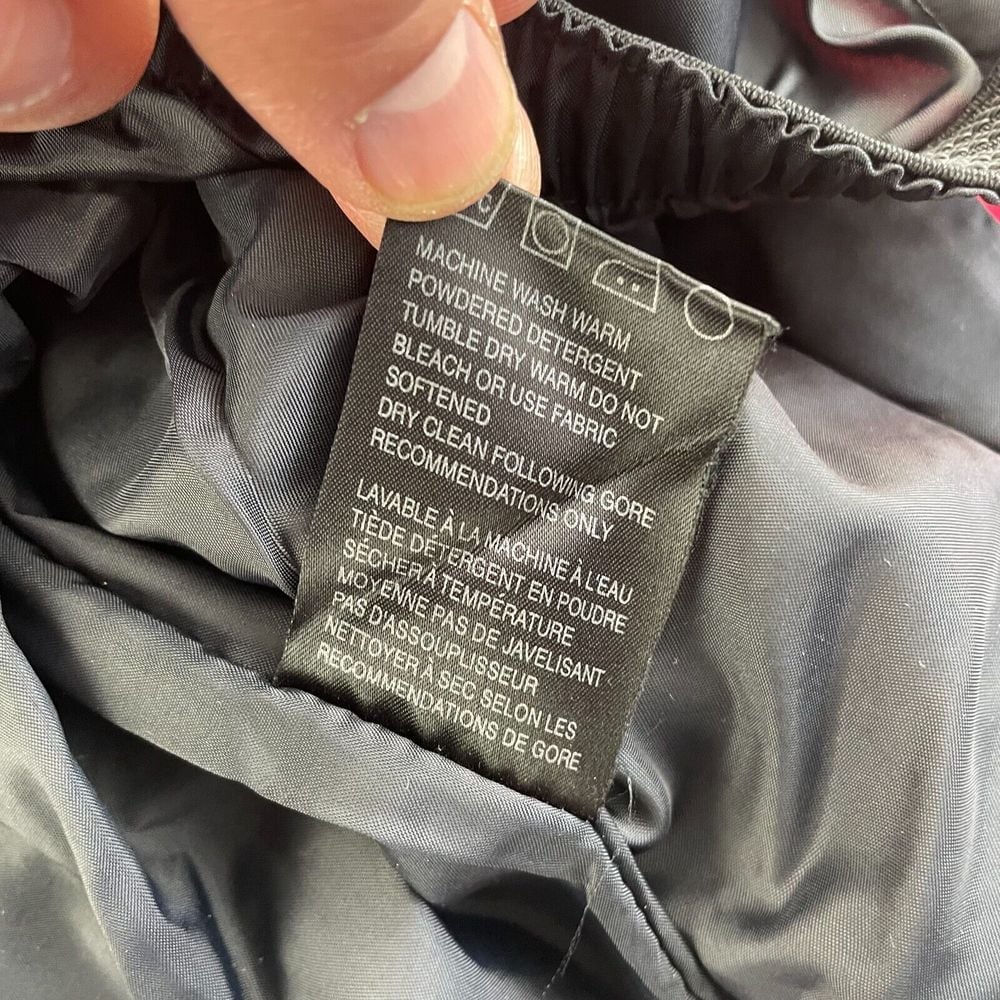 MACHINE WASH WARM
POWDERED DETERGENT
TUMBLE DRY WARM DO NOT
BLEACH OR USE FABRIC
SOFTENED
DRY CLEAN FOLLOWING GORE
RECOMMENDATIONS ONLY
LAVABLE À LA MACHINE À L'EAU
TIÈDE DÉTERGENT EN POUDRE
SÉCHER À TEMPÉRATURE
MOYENNE PAS DE JAVELISANT
PAS D'ASSOUPLISSEUR
NETTOYER À SEC SELON LES
RECOMMENDATIONS DE GORE